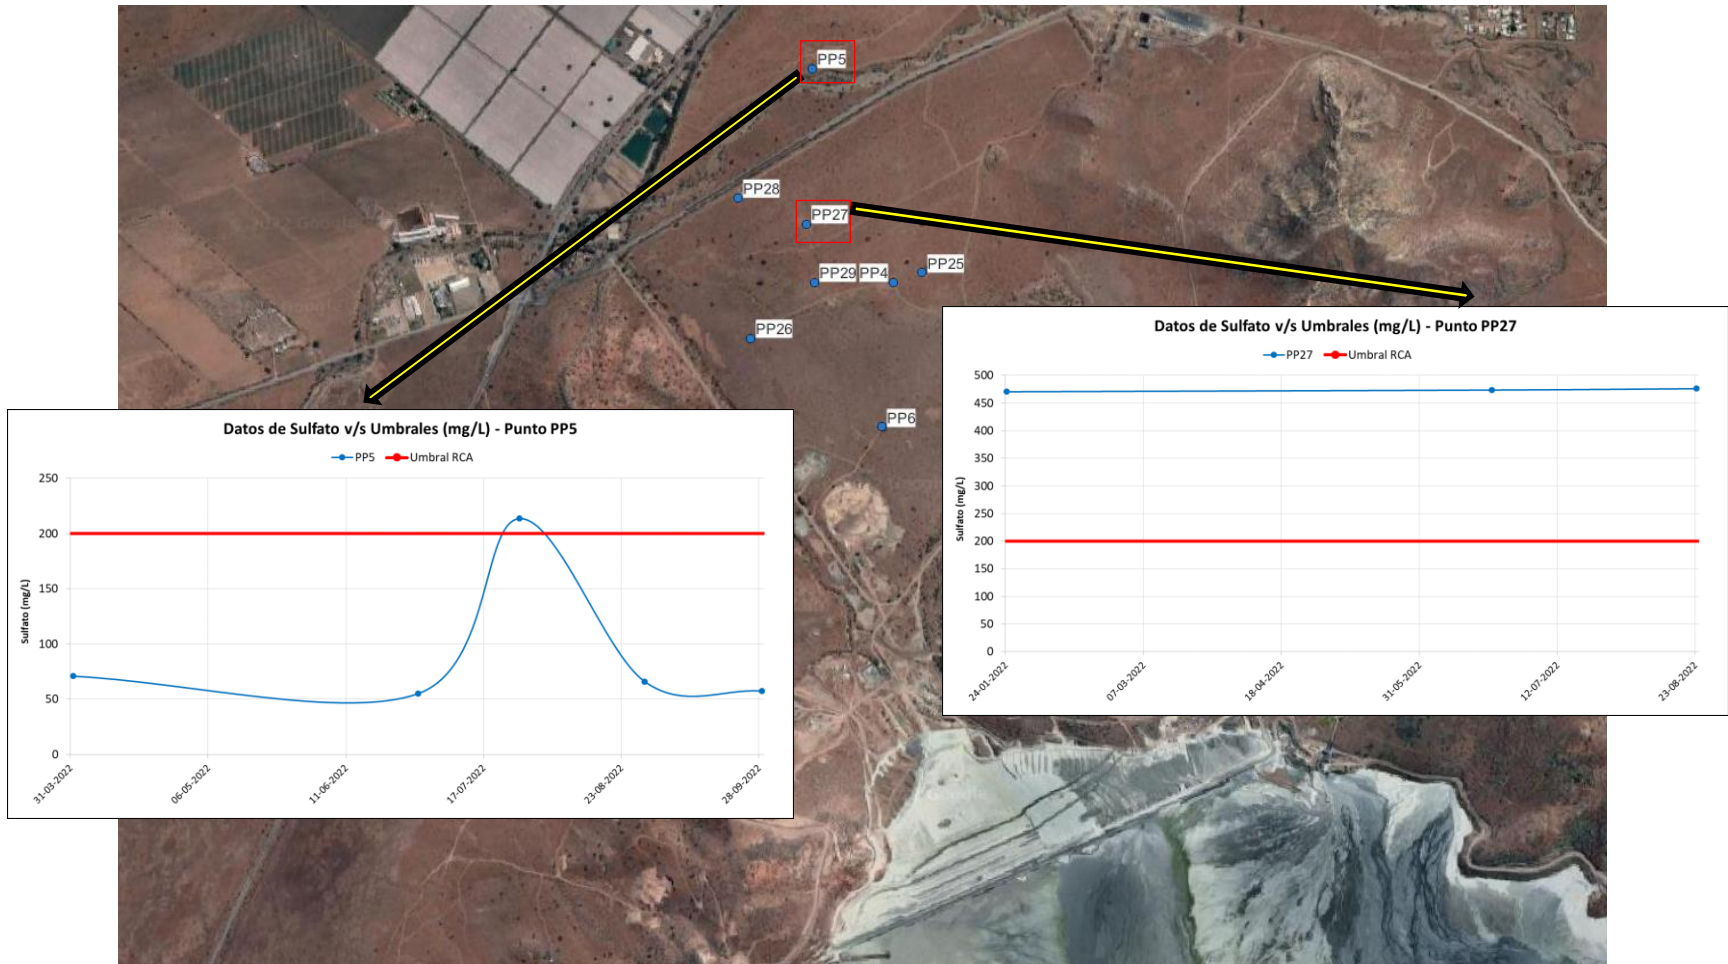 PP5
PP28
PP27
PP29 PP4
PP25
PP26
PP6
Datos de Sulfato v/s Umbrales (mg/L) - Punto PP27
PP27 Umbral RCA
Sulfato (mg/L)
500
450
400
350
300
250
200
150
100
50
0
24-01-2022
07-03-2022
18-04-2022
31-05-2022
12-07-2022
23-08-2022
Datos de Sulfato v/s Umbrales (mg/L) - Punto PP5
PP5 Umbral RCA
Sulfato (mg/L)
250
200
150
100
50
0
31-03-2022
06-05-2022
11-06-2022
17-07-2022
23-08-2022
28-09-2022